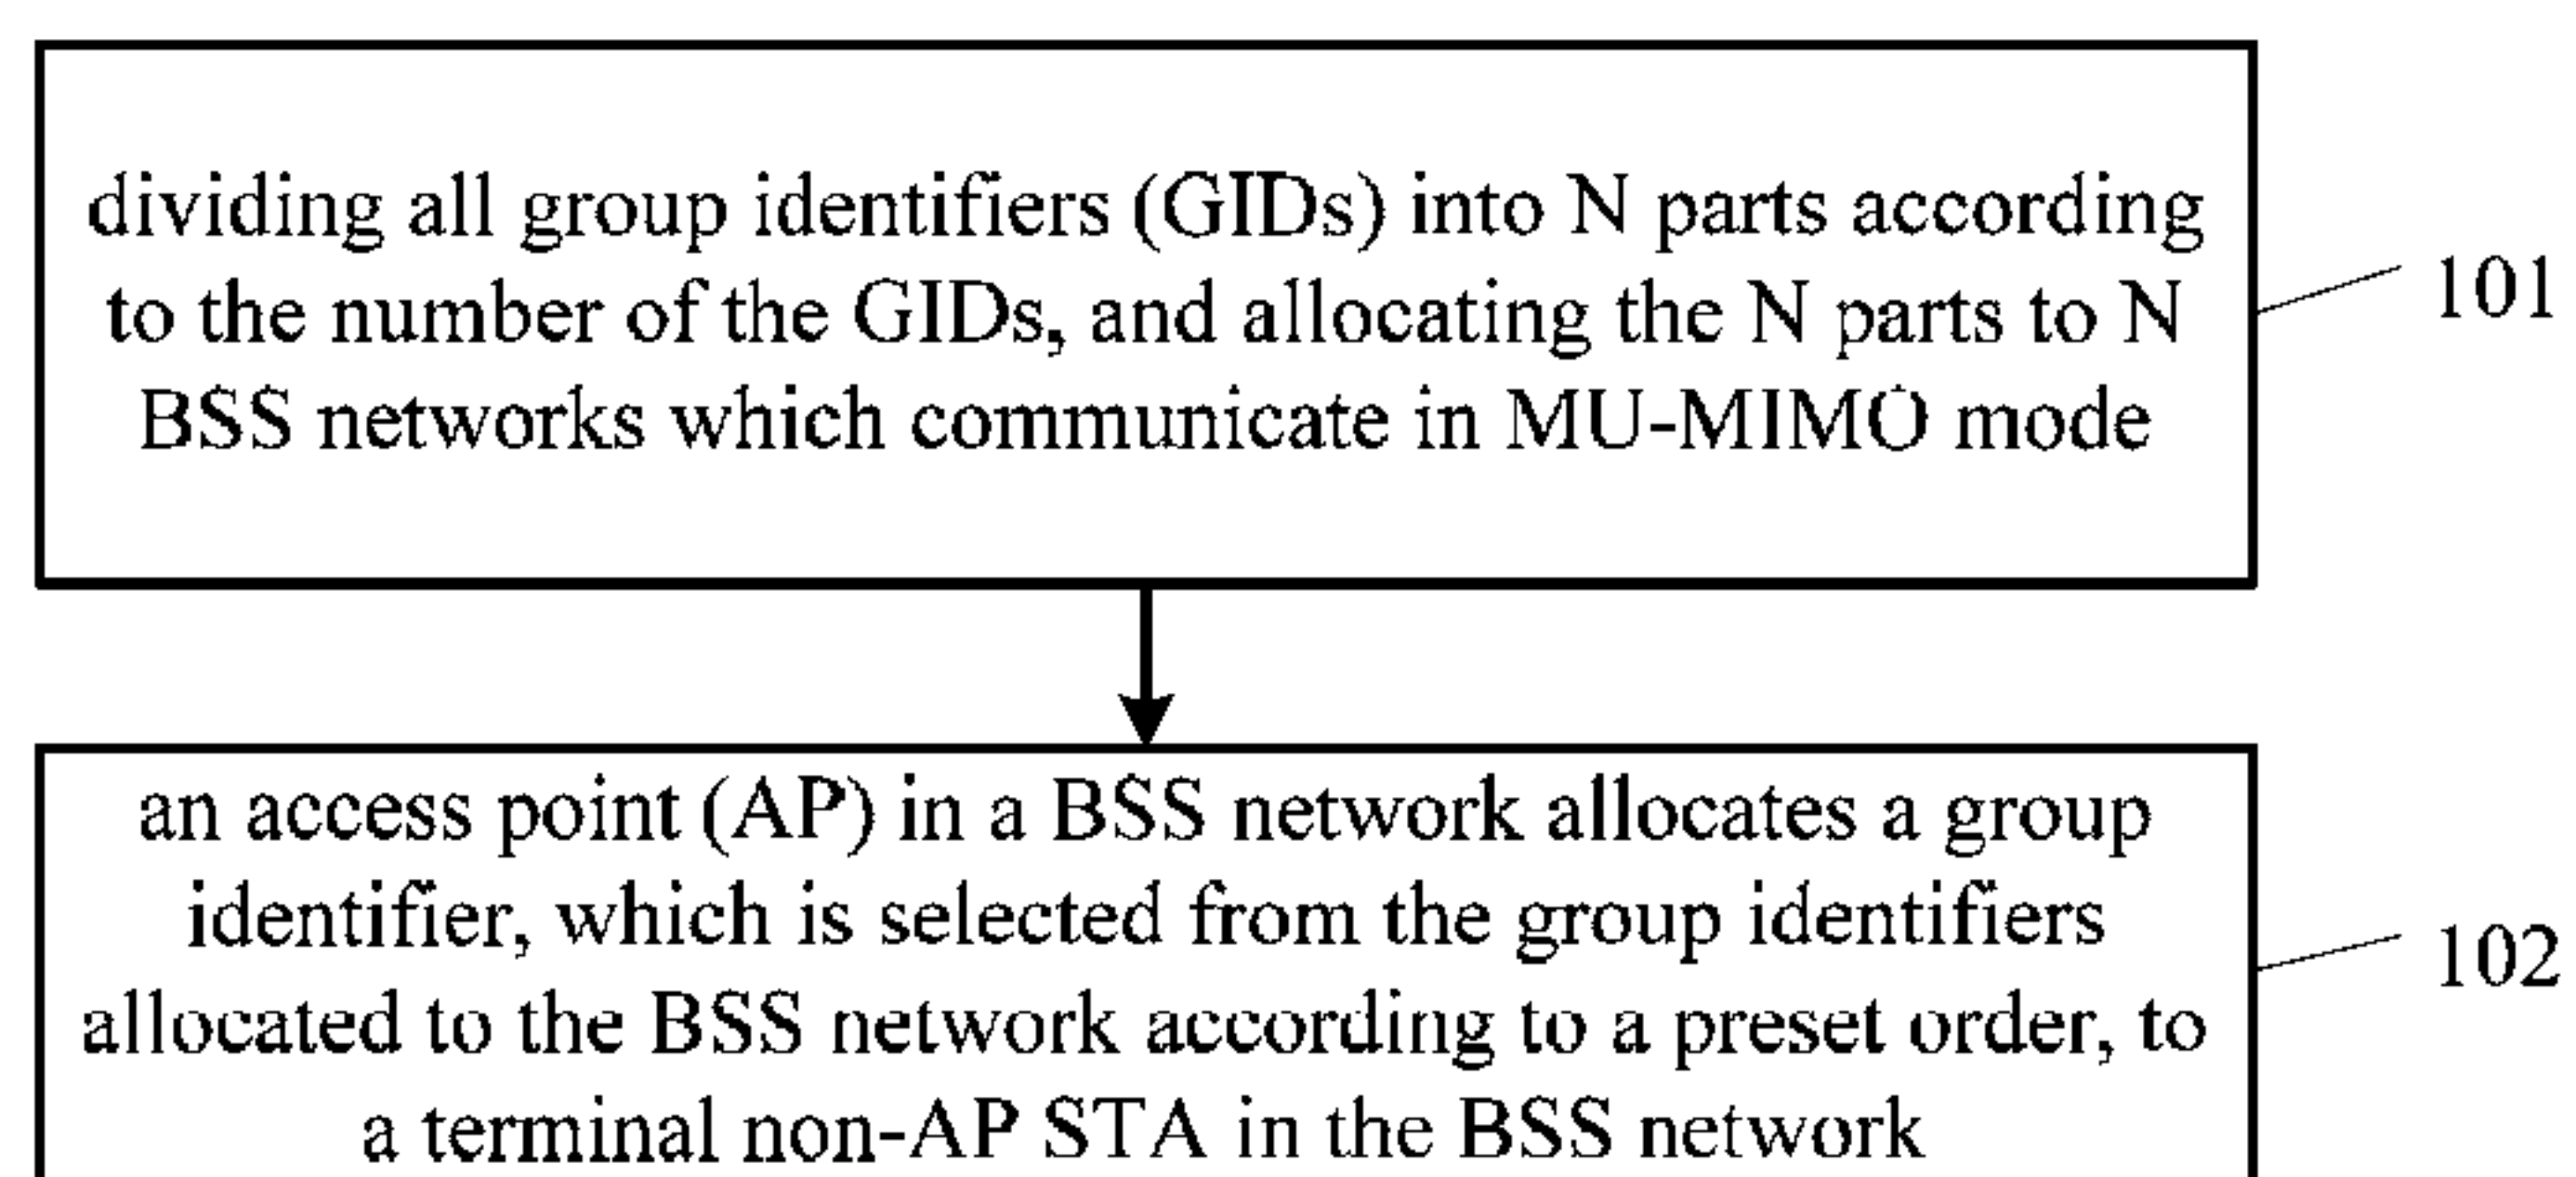 dividing all group identifiers (GIDs) into N parts according
to the number of the GIDs, and allocating the N parts to N
BSS networks which communicate in MU-MIMO mode
101
an access point (AP) in a BSS network allocates a group
identifier, which is selected from the group identifiers
allocated to the BSS network according to a preset order, to
a terminal non-AP STA in the BSS network
102